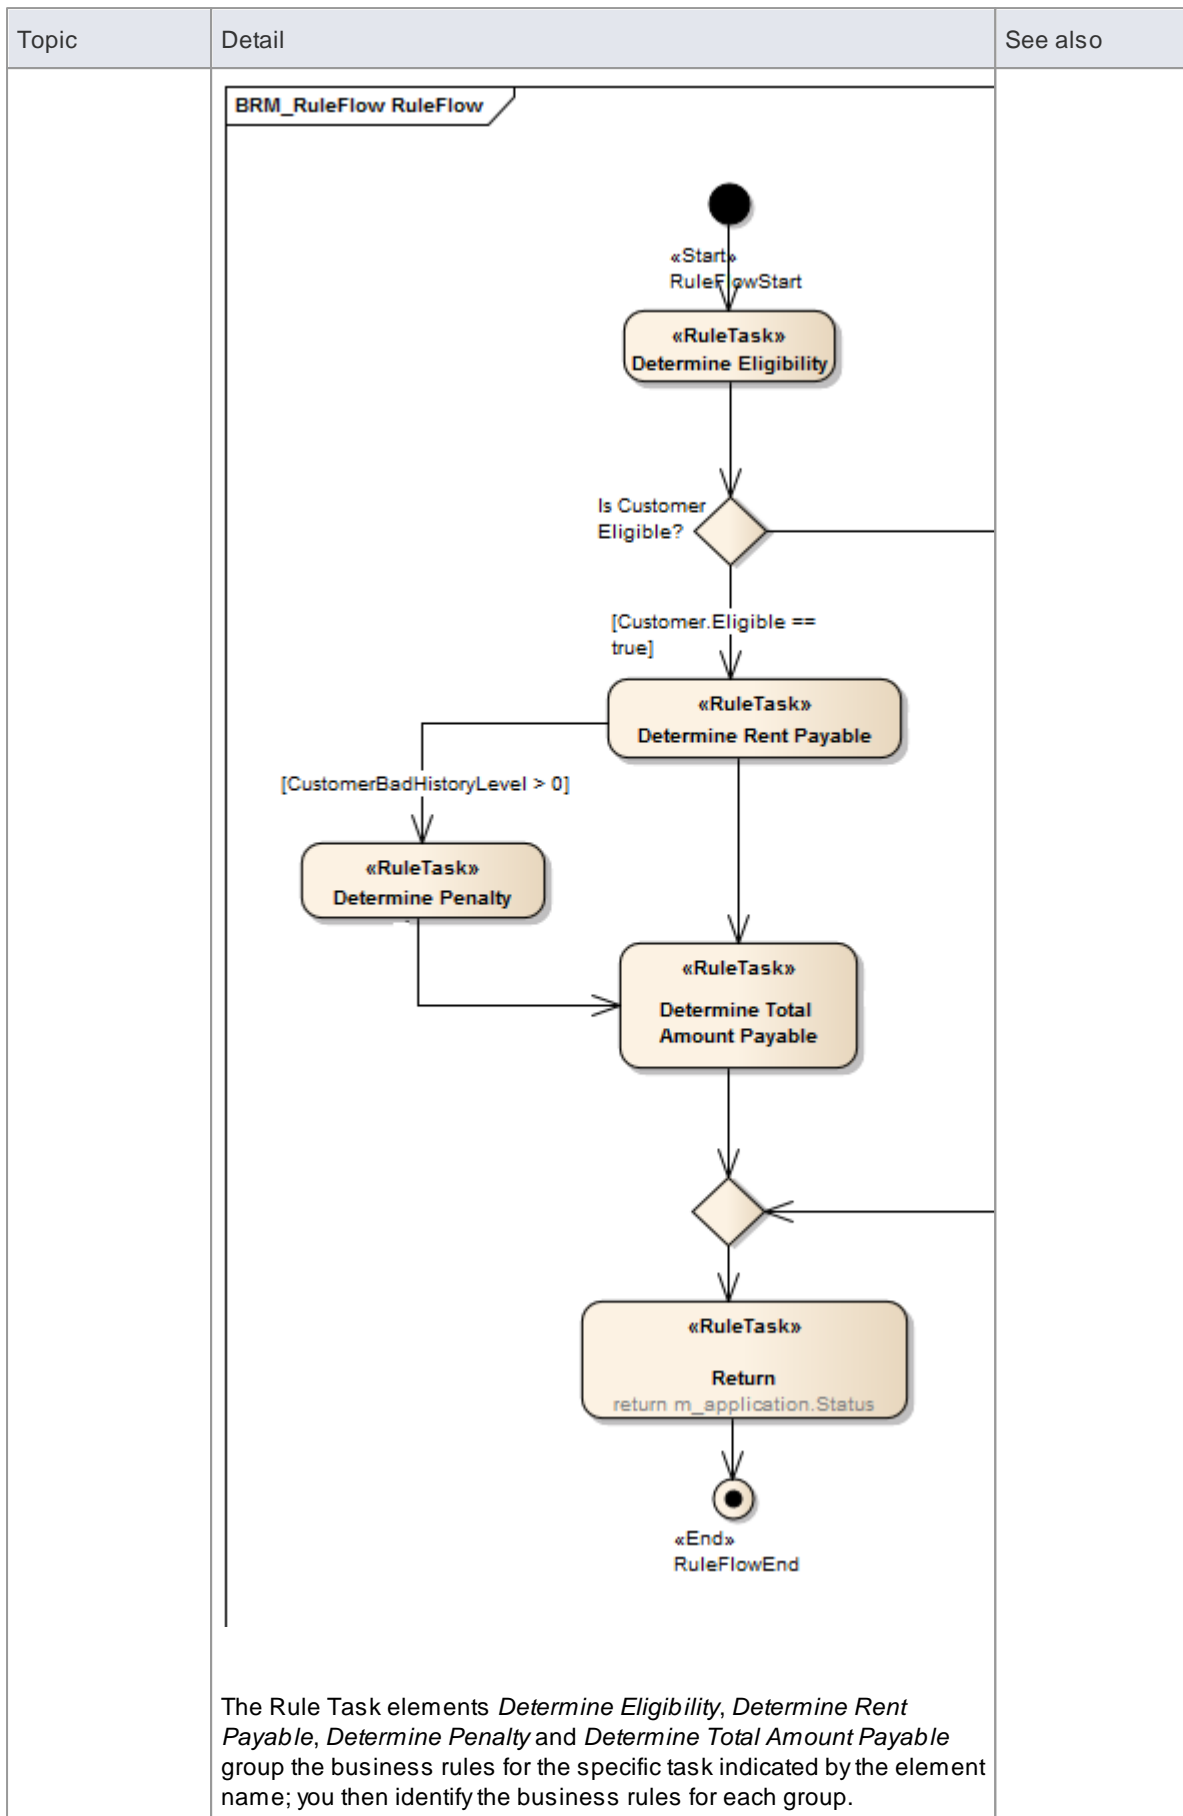 Topic
Detail
See also
BRM_RuleFlow RuleFlow
«Start»
RuleFlowStart
«RuleTask»
Determine Eligibility
Is Customer
Eligible?
[Customer.Eligible ==
true]
«RuleTask»
Determine Rent Payable
[CustomerBadHistoryLevel > 0]
«RuleTask»
Determine Penalty
«RuleTask»
Determine Total
Amount Payable
«RuleTask»
Return
return m_application.Status
«End»
RuleFlowEnd
The Rule Task elements Determine Eligibility, Determine Rent
Payable, Determine Penalty and Determine Total Amount Payable
group the business rules for the specific task indicated by the element
name; you then identify the business rules for each group.